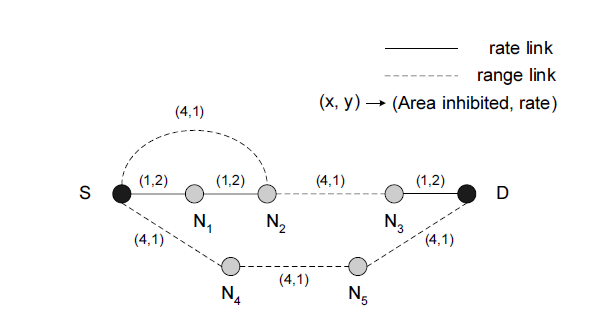 rate link
range link
(x, y) → (Area inhibited, rate)
(4,1)
(1,2) (1,2) (4,1) (1,2)
S D
N1 N2 N3
(4,1) (4,1)
(4,1)
N4 N5